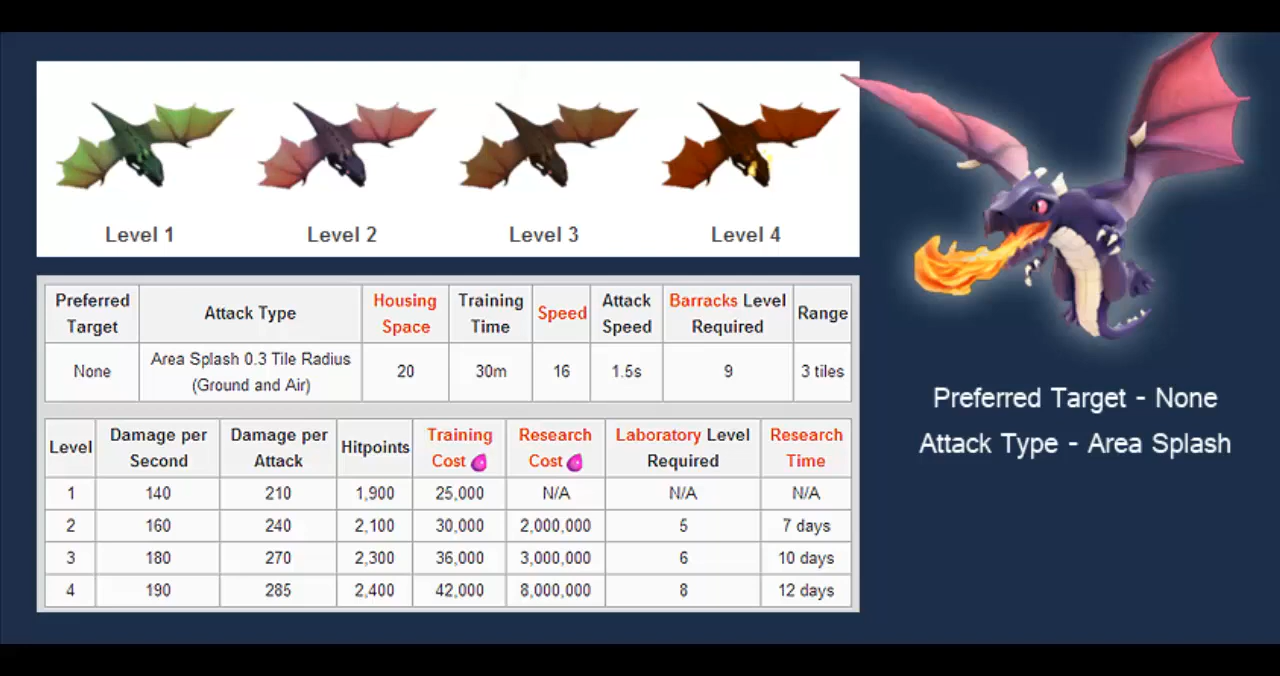 Level 1 Level 2 Level 3 Level 4
Preferred Target Attack Type Housing Space Training Time Speed Attack Speed Barracks Level Required Range
None Area Splash 0.3 Tile Radius (Ground and Air) 20 30m 16 1.5s 9 3 tiles
Level Damage per Second Damage per Attack Hitpoints Training Cost Research Cost Laboratory Level Required Research Time
1 140 210 1,900 25,000 N/A N/A N/A
2 160 240 2,100 30,000 2,000,000 5 7 days
3 180 270 2,300 36,000 3,000,000 6 10 days
4 190 285 2,400 42,000 8,000,000 8 12 days
Preferred Target - None
Attack Type - Area Splash